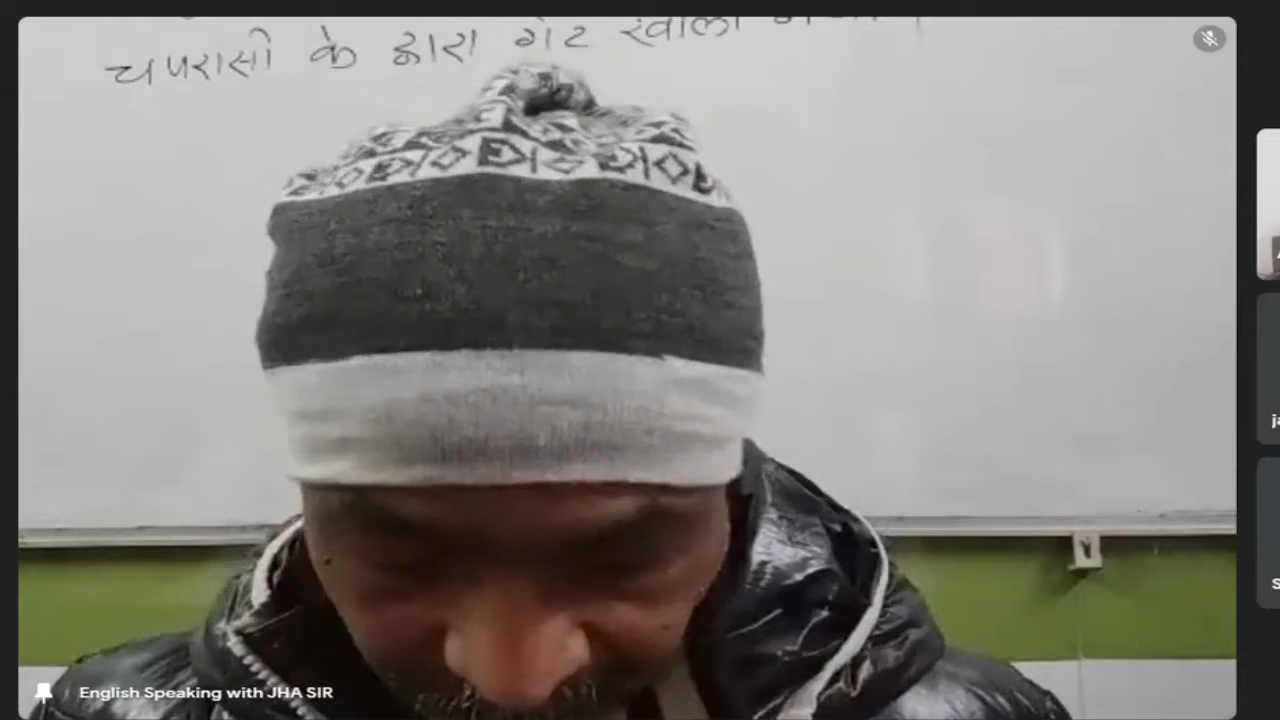 चपरासी के द्वारा गेट खोला
English Speaking with JHA SIR